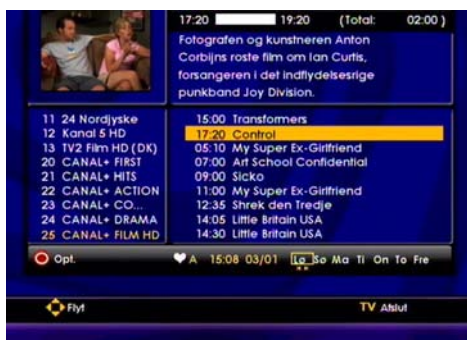 17:20 19:20 (Total: 02:00 )
Fotografen og kunstneren Anton
Corbijns roste film om Ian Curtis,
forsangeren i det indflydelsesrige
punkband Joy Division.
11 24 Nordjyske
12 Kanal 5 HD
13 TV2 Film HD (DK)
20 CANAL+ FIRST
21 CANAL+ HITS
22 CANAL+ ACTION
23 CANAL+ CO...
24 CANAL+ DRAMA
25 CANAL+ FILM HD
15:00 Transformers
17:20 Control
05:10 My Super Ex-Girlfriend
07:00 Art School Confidential
09:00 Sicko
11:00 My Super Ex-Girlfriend
12:35 Shrek den Tredje
14:05 Little Britain USA
14:30 Little Britain USA
Opt. A 15:08 03/01 Lø Sø Ma Ti On To Fre
Flyt TV Afslut